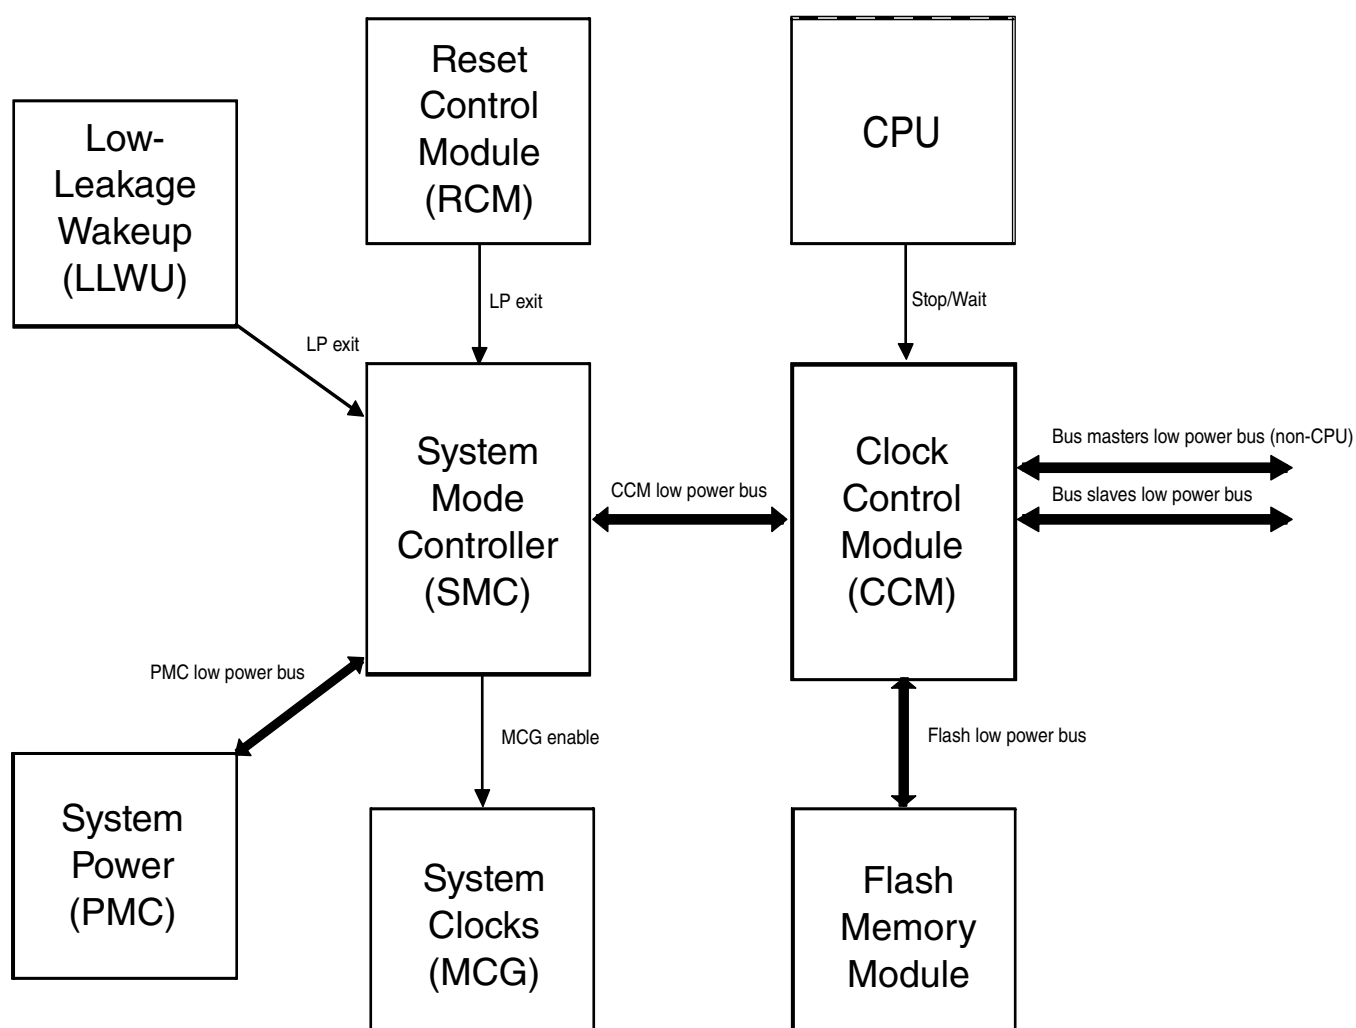 Reset
Control
Module
(RCM)
CPU
Low-
Leakage
Wakeup
(LLWU)
LP exit
Stop/Wait
LP exit
System
Mode
Controller
(SMC)
CCM low power bus
Clock
Control
Module
(CCM)
Bus masters low power bus (non-CPU)
Bus slaves low power bus
PMC low power bus
MCG enable
Flash low power bus
System
Power
(PMC)
System
Clocks
(MCG)
Flash
Memory
Module